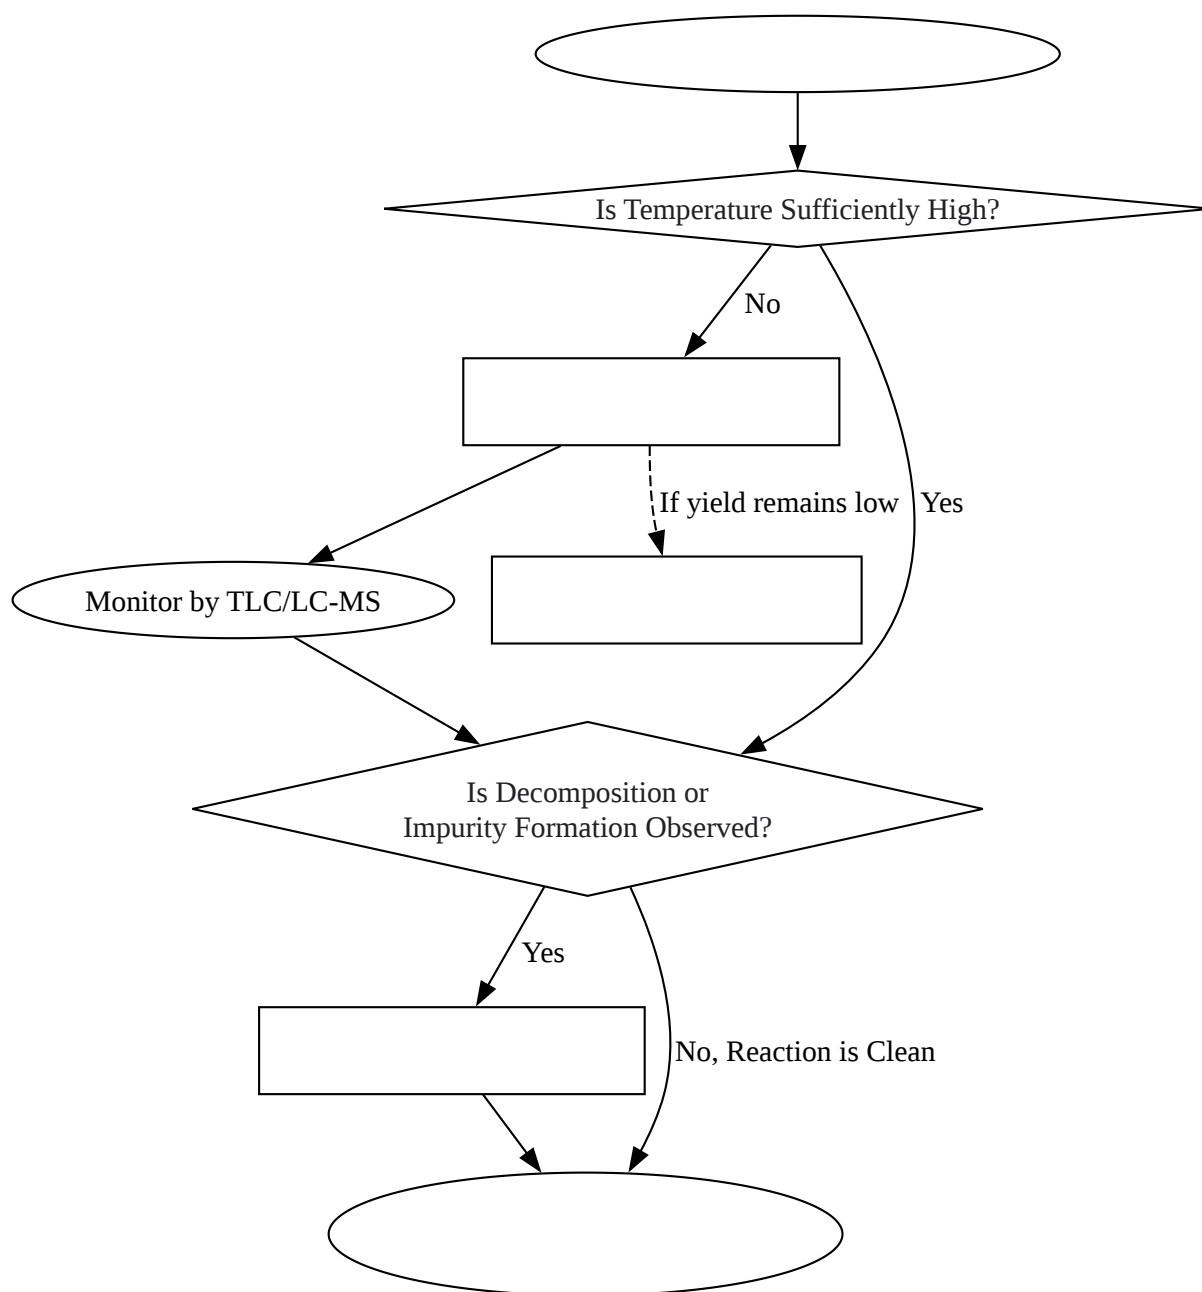 Is Temperature Sufficiently High?
No
If yield remains low
Yes
Monitor by TLC/LC-MS
Is Decomposition or
Impurity Formation Observed?
Yes
No, Reaction is Clean